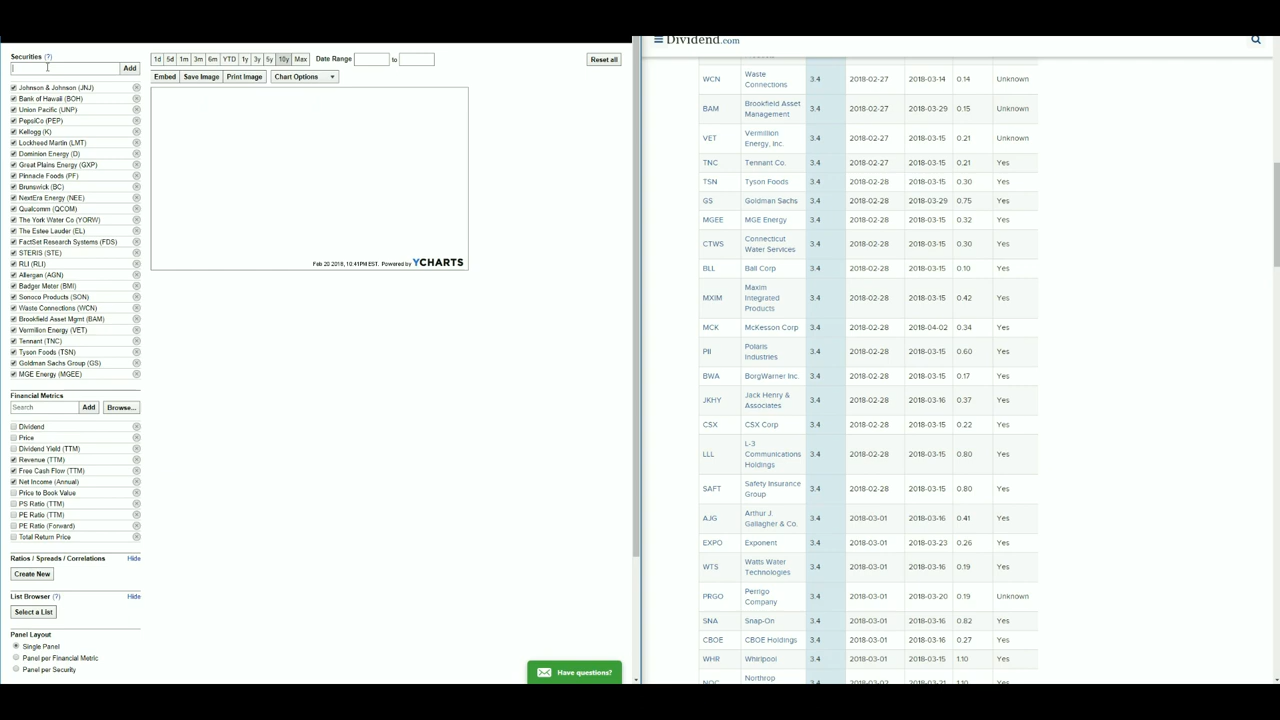 Securities (?)
Add
Johnson & Johnson (JNJ)
Bank of Hawaii (BOH)
Union Pacific (UNP)
PepsiCo (PEP)
Kellogg (K)
Lockheed Martin (LMT)
Dominion Energy (D)
Great Plains Energy (GXP)
Pinnacle Foods (PF)
Brunswick (BC)
NextEra Energy (NEE)
Qualcomm (QCOM)
The York Water Co (YORW)
The Estee Lauder (EL)
FactSet Research Systems (FDS)
STERIS (STE)
RLI (RLI)
Allergan (AGN)
Badger Meter (BMI)
Sonoco Products (SON)
Waste Connections (WCN)
Brookfield Asset Mgmt (BAM)
Vermilion Energy (VET)
Tennant (TNC)
Tyson Foods (TSN)
Goldman Sachs Group (GS)
MGE Energy (MGEE)
Financial Metrics
Search Add Browse...
Dividend
Price
Dividend Yield (TTM)
Revenue (TTM)
Free Cash Flow (TTM)
Net Income (Annual)
Price to Book Value
PS Ratio (TTM)
PE Ratio (TTM)
PE Ratio (Forward)
Total Return Price
Ratios / Spreads / Correlations Hide
Create New
List Browser (?) Hide
Select a List
Panel Layout
Single Panel
Panel per Financial Metric
Panel per Security
1d 5d 1m 3m 6m YTD 1y 3y 5y 10y Max Date Range to Reset all
Embed Save Image Print Image Chart Options
Feb 20 2018, 10:41PM EST. Powered by YCHARTS
Have questions?
Dividend.com
WCN Waste Connections 3.4 2018-02-27 2018-03-14 0.14 Unknown
BAM Brookfield Asset Management 3.4 2018-02-27 2018-03-29 0.15 Unknown
VET Vermillion Energy, Inc. 3.4 2018-02-27 2018-03-15 0.21 Unknown
TNC Tennant Co. 3.4 2018-02-27 2018-03-15 0.21 Yes
TSN Tyson Foods 3.4 2018-02-28 2018-03-15 0.30 Yes
GS Goldman Sachs 3.4 2018-02-28 2018-03-29 0.75 Yes
MGEE MGE Energy 3.4 2018-02-28 2018-03-15 0.32 Yes
CTWS Connecticut Water Services 3.4 2018-02-28 2018-03-15 0.30 Yes
BLL Ball Corp 3.4 2018-02-28 2018-03-15 0.10 Yes
MXIM Maxim Integrated Products 3.4 2018-02-28 2018-03-15 0.42 Yes
MCK McKesson Corp 3.4 2018-02-28 2018-04-02 0.34 Yes
PII Polaris Industries 3.4 2018-02-28 2018-03-15 0.60 Yes
BWA BorgWarner Inc. 3.4 2018-02-28 2018-03-15 0.17 Yes
JKHY Jack Henry & Associates 3.4 2018-02-28 2018-03-16 0.37 Yes
CSX CSX Corp 3.4 2018-02-28 2018-03-15 0.22 Yes
LLL L-3 Communications Holdings 3.4 2018-02-28 2018-03-15 0.80 Yes
SAFT Safety Insurance Group 3.4 2018-02-28 2018-03-15 0.80 Yes
AJG Arthur J. Gallagher & Co. 3.4 2018-03-01 2018-03-16 0.41 Yes
EXPO Exponent 3.4 2018-03-01 2018-03-23 0.26 Yes
WTS Watts Water Technologies 3.4 2018-03-01 2018-03-16 0.19 Yes
PRGO Perrigo Company 3.4 2018-03-01 2018-03-20 0.19 Unknown
SNA Snap-On 3.4 2018-03-01 2018-03-16 0.82 Yes
CBOE CBOE Holdings 3.4 2018-03-01 2018-03-16 0.27 Yes
WHR Whirlpool 3.4 2018-03-01 2018-03-15 1.10 Yes
NOC Northrop 3.4